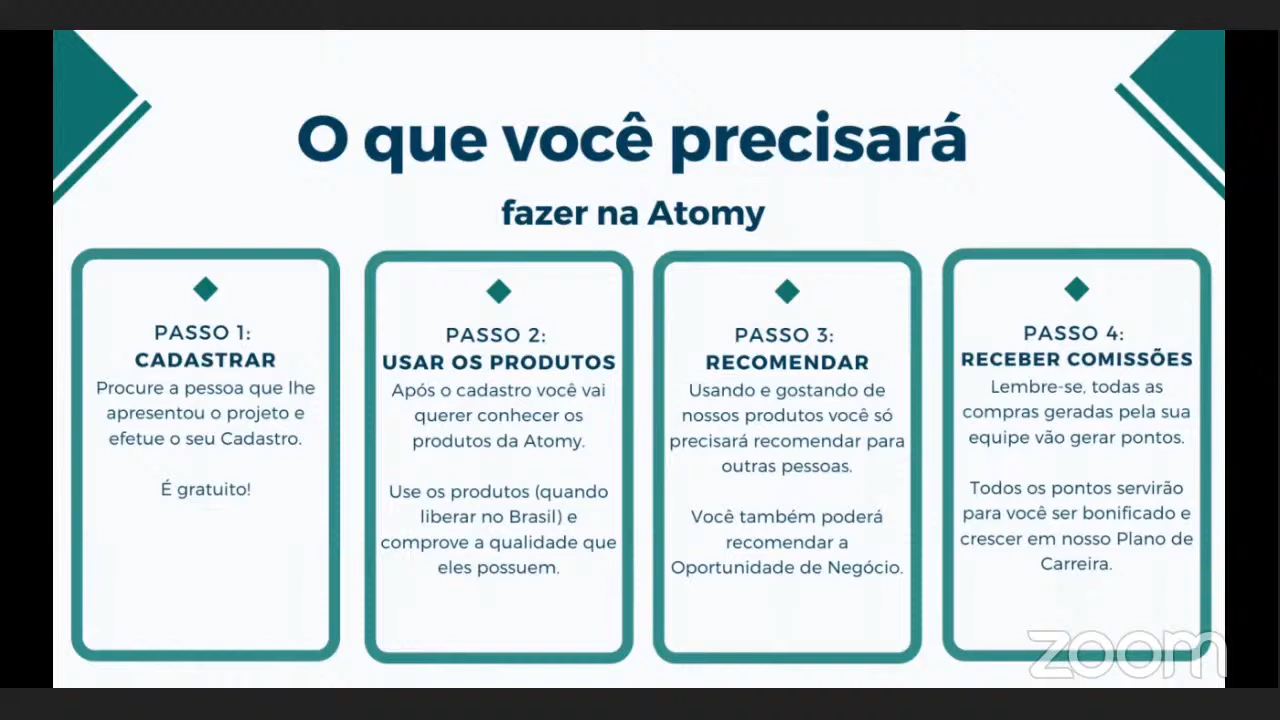 O que você precisará
fazer na Atomy
PASSO 1:
CADASTRAR
Procure a pessoa que lhe
apresentou o projeto e
efetue o seu Cadastro.
É gratuito!
PASSO 2:
USAR OS PRODUTOS
Após o cadastro você vai
querer conhecer os
produtos da Atomy.
Use os produtos (quando
liberar no Brasil) e
comprove a qualidade que
eles possuem.
PASSO 3:
RECOMENDAR
Usando e gostando de
nossos produtos você só
precisará recomendar para
outras pessoas.
Você também poderá
recomendar a
Oportunidade de Negócio.
PASSO 4:
RECEBER COMISSÕES
Lembre-se, todas as
compras geradas pela sua
equipe vão gerar pontos.
Todos os pontos servirão
para você ser bonificado e
crescer em nosso Plano de
Carreira.
zoom